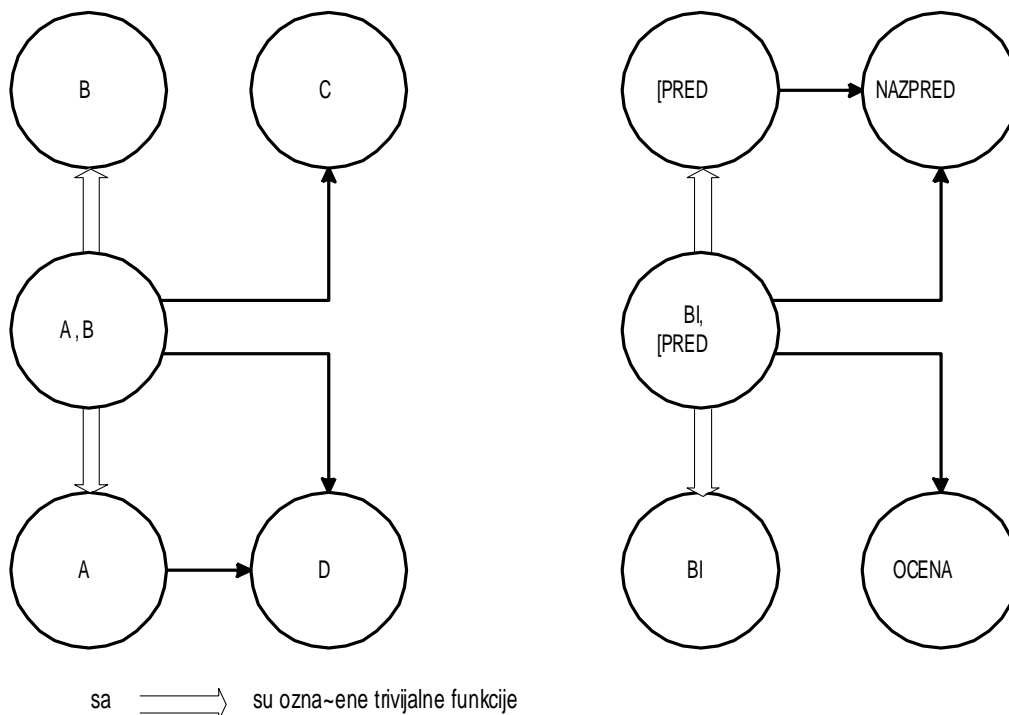 B
C
[PRED
NAZPRED
A , B
BI,
[PRED
A
D
BI
OCENA
sa su ozna~ene trivijalne funkcije